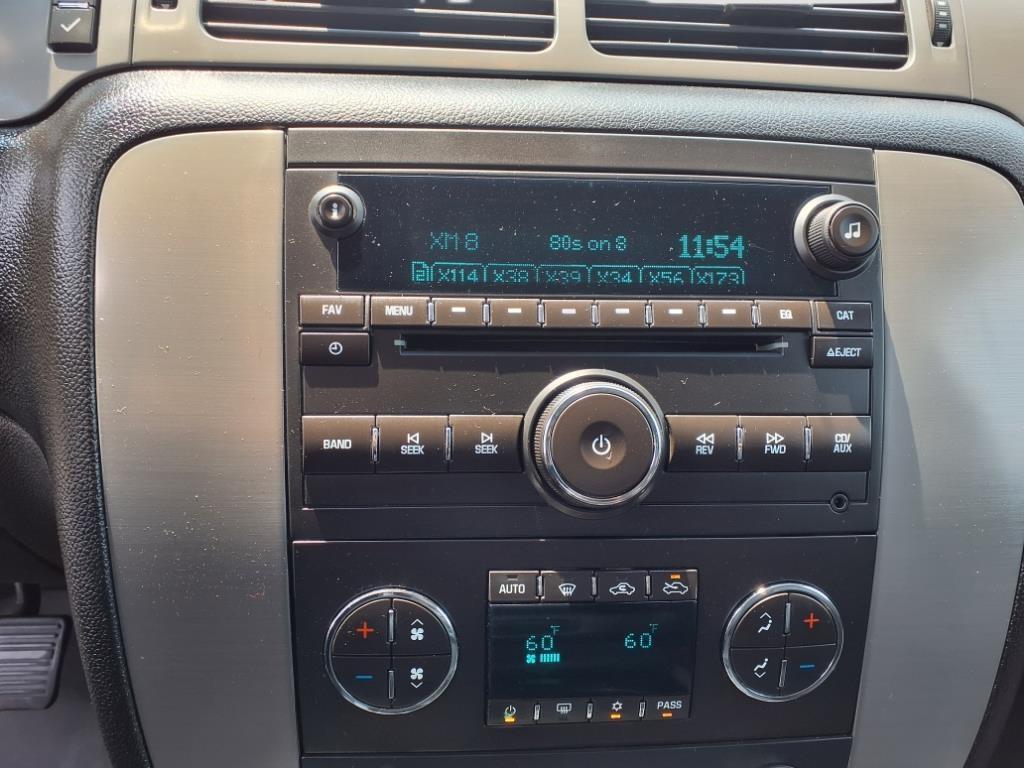 XM 8 80s on 8 11:54
X114 X38 X39 X34 X56 X173
FAV MENU EQ CAT
EJECT
BAND SEEK SEEK REV FWD CD/AUX
AUTO
60°F 60°F
PASS